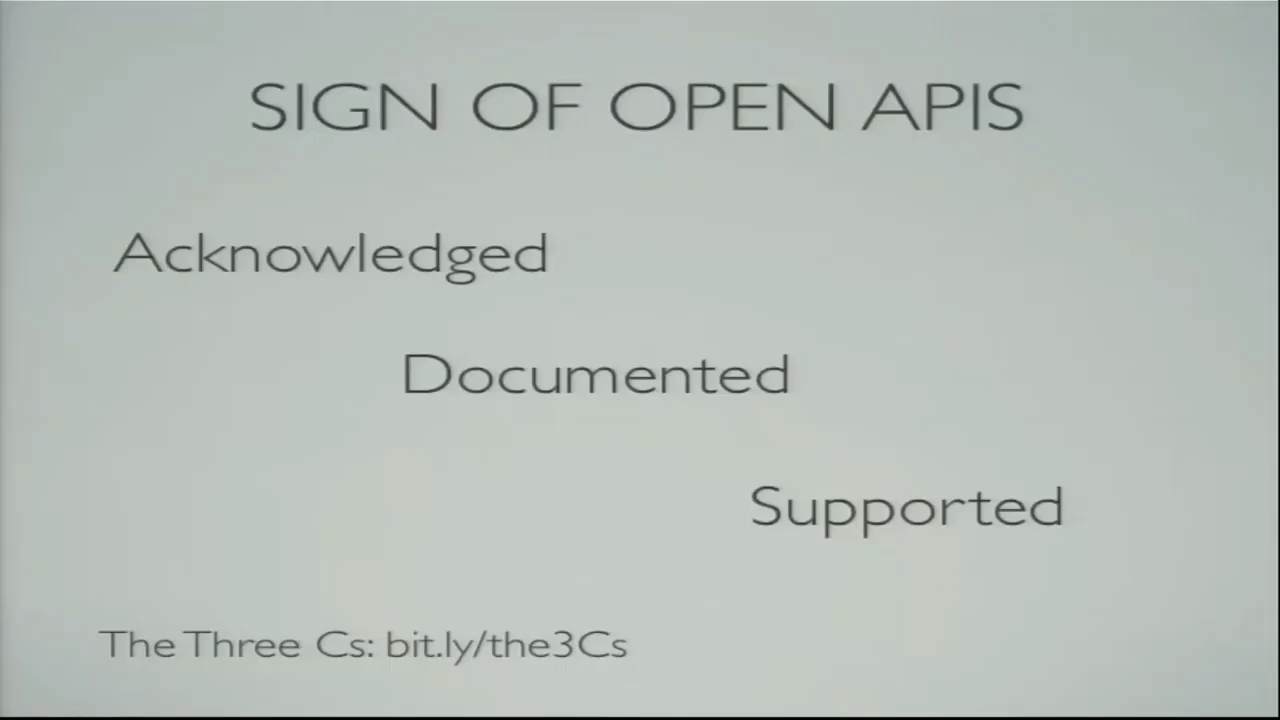 SIGN OF OPEN APIS
Acknowledged
Documented
Supported
The Three Cs: bit.ly/the3Cs